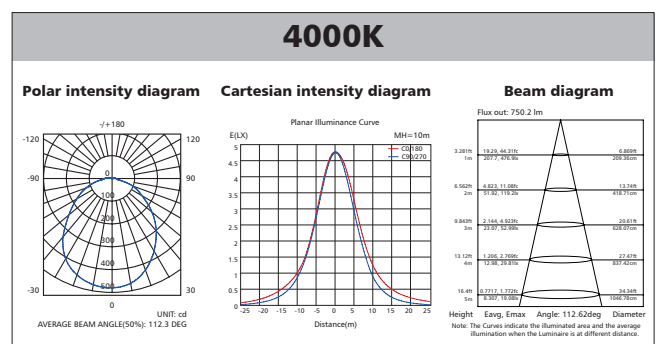 4000K
Polar intensity diagram
Cartesian intensity diagram
Beam diagram
-/+180
-120
120
-90
90
-30
30
0
0
100
200
300
400
500
UNIT: cd
AVERAGE BEAM ANGLE(50%): 112.3 DEG
Planar Illuminance Curve
E(LX)
MH=10m
C0/180
C90/270
5
4.5
4
3.5
3
2.5
2
1.5
1
0.5
0
-25 -20 -15 -10 -5 0 5 10 15 20 25
Distance(m)
Flux out: 750.2 lm
3.281ft 19.29, 44.31fc 6.869ft
1m 207.7, 476.9lx 209.36cm
6.562ft 4.823, 11.08fc 13.74ft
2m 51.92, 119.2lx 418.71cm
9.843ft 2.144, 4.923fc 20.61ft
3m 23.07, 52.99lx 628.07cm
13.12ft 1.206, 2.769fc 27.47ft
4m 12.98, 29.81lx 837.42cm
16.4ft 0.7717, 1.772fc 34.34ft
5m 8.307, 19.08lx 1046.78cm
Height Eavg, Emax Angle: 112.62deg Diameter
Note: The Curves indicate the illuminated area and the average
illumination when the Luminaire is at different distance.